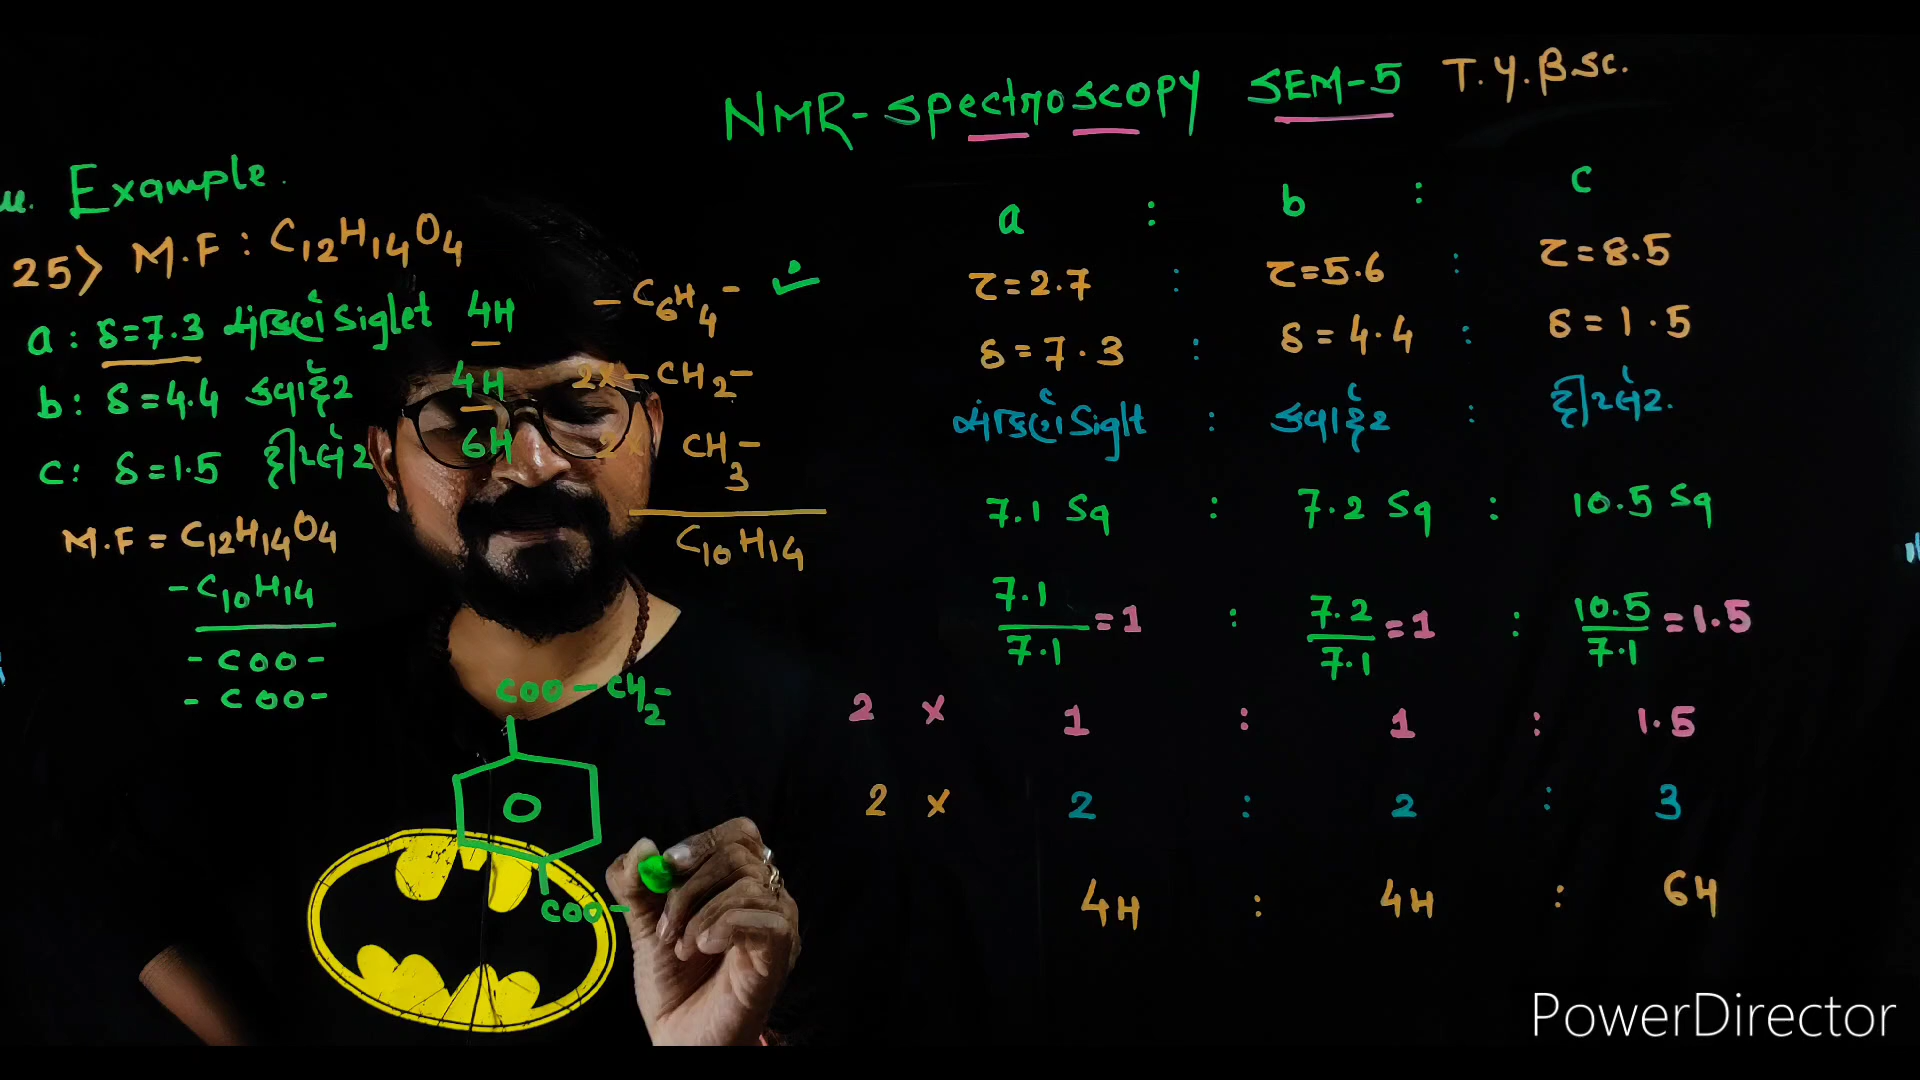 NMR-spectroscopy SEM-5 T.Y.BSc.
Example.
25> M.F : C12H14O4
a : δ=7.3 સંકીર્ણ Siglet 4H -C6H4-
b : δ=4.4 ક્વાર્ટેટ 4H 2x-CH2-
c : δ=1.5 6H 2x CH3-
C10H14
M.F = C12H14O4
-C10H14
-COO-
-COO-
COO-CH2-
COO-
a : b : c
τ=2.7 : τ=5.6 : τ=8.5
δ=7.3 : δ=4.4 : δ=1.5
Siglt : :
7.1 Sq : 7.2 Sq : 10.5 Sq
7.1/7.1 =1 : 7.2/7.1 =1 : 10.5/7.1 =1.5
2 x 1 : 1 : 1.5
2 x 2 : 2 : 3
4H : 4H : 6H
PowerDirector